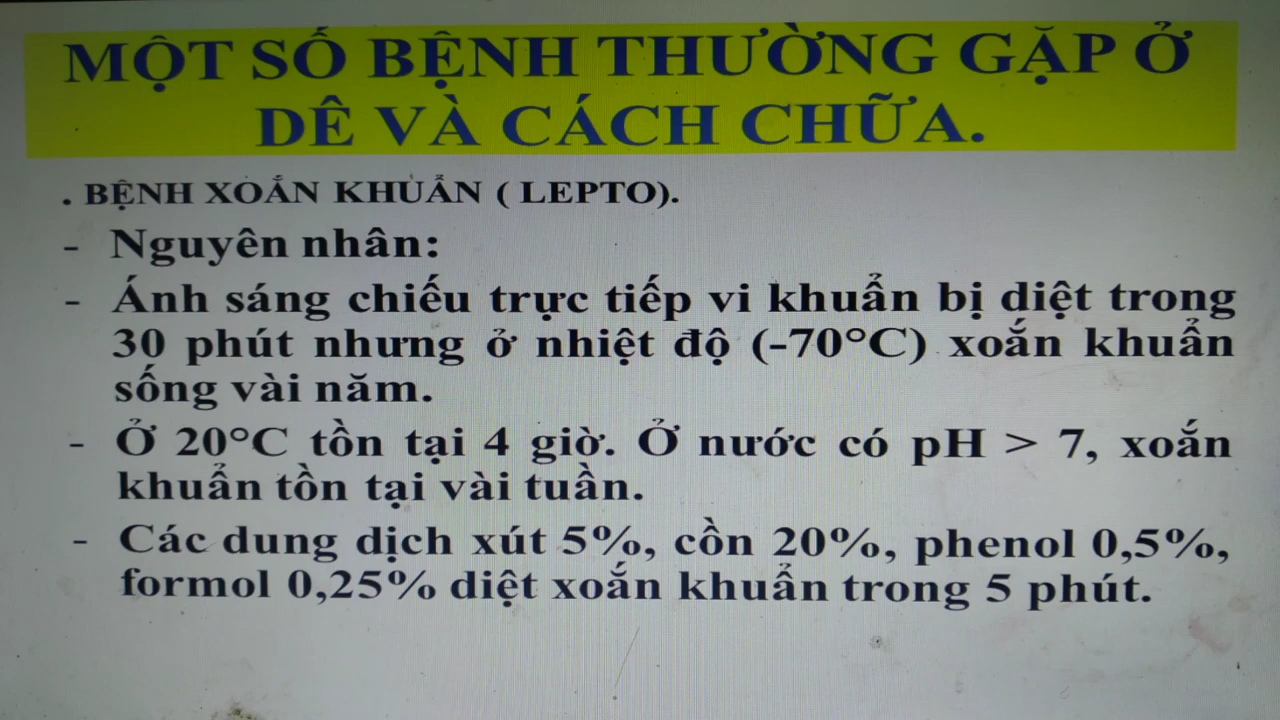 MỘT SỐ BỆNH THƯỜNG GẶP Ở
DÊ VÀ CÁCH CHỮA.
. BỆNH XOẮN KHUẨN ( LEPTO).
- Nguyên nhân:
- Ánh sáng chiếu trực tiếp vi khuẩn bị diệt trong
30 phút nhưng ở nhiệt độ (-70°C) xoắn khuẩn
sống vài năm.
- Ở 20°C tồn tại 4 giờ. Ở nước có pH > 7, xoắn
khuẩn tồn tại vài tuần.
- Các dung dịch xút 5%, cồn 20%, phenol 0,5%,
formol 0,25% diệt xoắn khuẩn trong 5 phút.